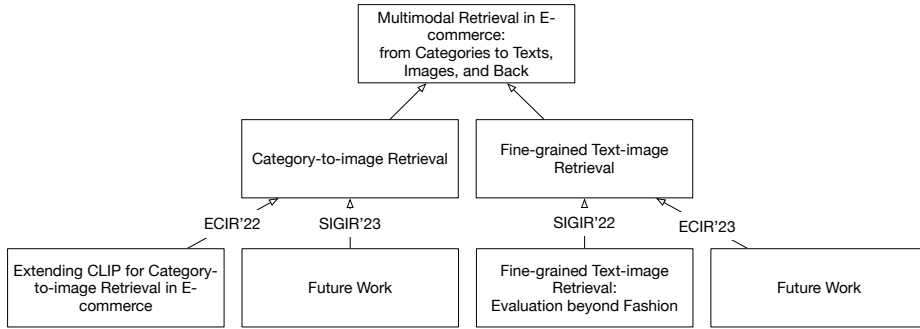 Multimodal Retrieval in E-
commerce:
from Categories to Texts,
Images, and Back
Category-to-image Retrieval
Fine-grained Text-image
Retrieval
ECIR'22
SIGIR'23
SIGIR'22
ECIR'23
Extending CLIP for Category-
to-image Retrieval in E-
commerce
Future Work
Fine-grained Text-image
Retrieval:
Evaluation beyond Fashion
Future Work